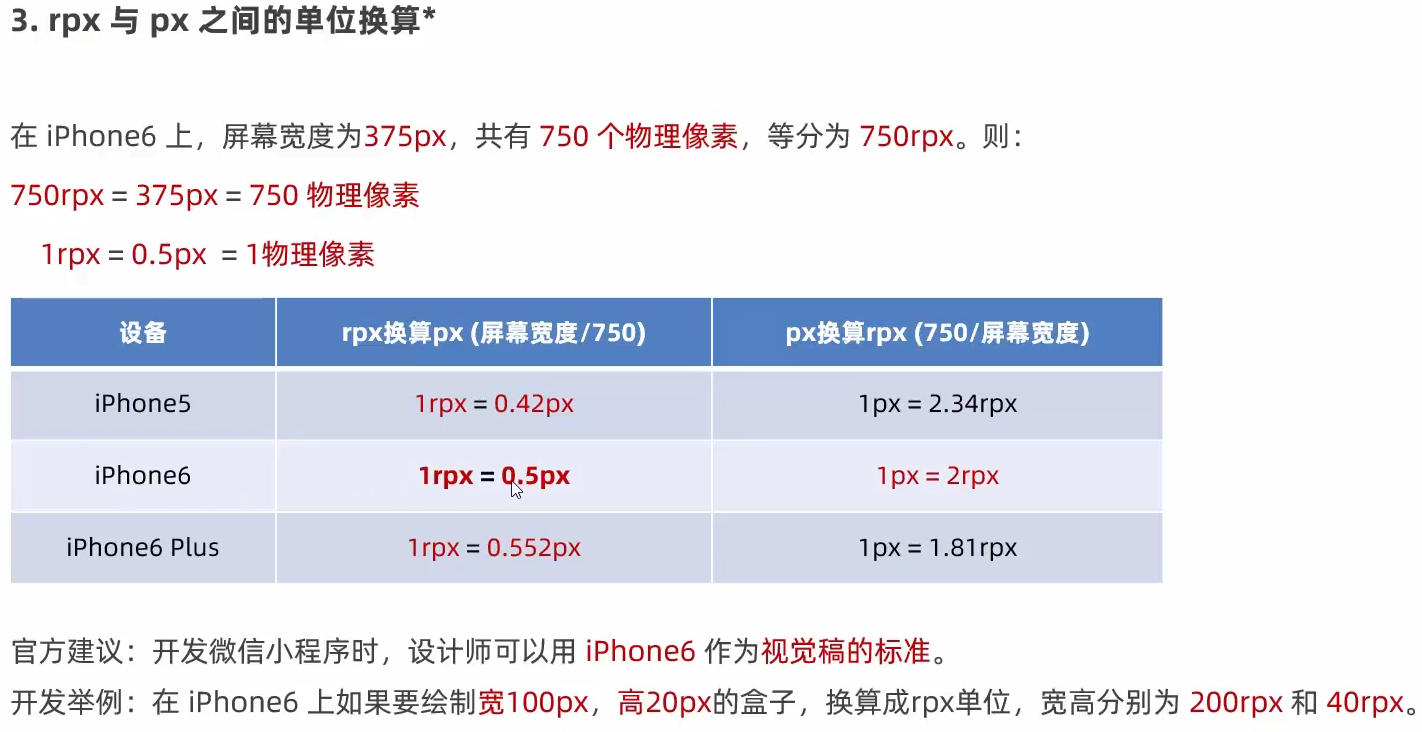 3. rpx 与 px 之间的单位换算*
在 iPhone6 上，屏幕宽度为375px，共有 750 个物理像素，等分为 750rpx。则：
750rpx = 375px = 750 物理像素
1rpx = 0.5px = 1物理像素
设备 rpx换算px (屏幕宽度/750) px换算rpx (750/屏幕宽度)
iPhone5 1rpx = 0.42px 1px = 2.34rpx
iPhone6 1rpx = 0.5px 1px = 2rpx
iPhone6 Plus 1rpx = 0.552px 1px = 1.81rpx
官方建议：开发微信小程序时，设计师可以用 iPhone6 作为视觉稿的标准。
开发举例：在 iPhone6 上如果要绘制宽100px，高20px的盒子，换算成rpx单位，宽高分别为 200rpx 和 40rpx。